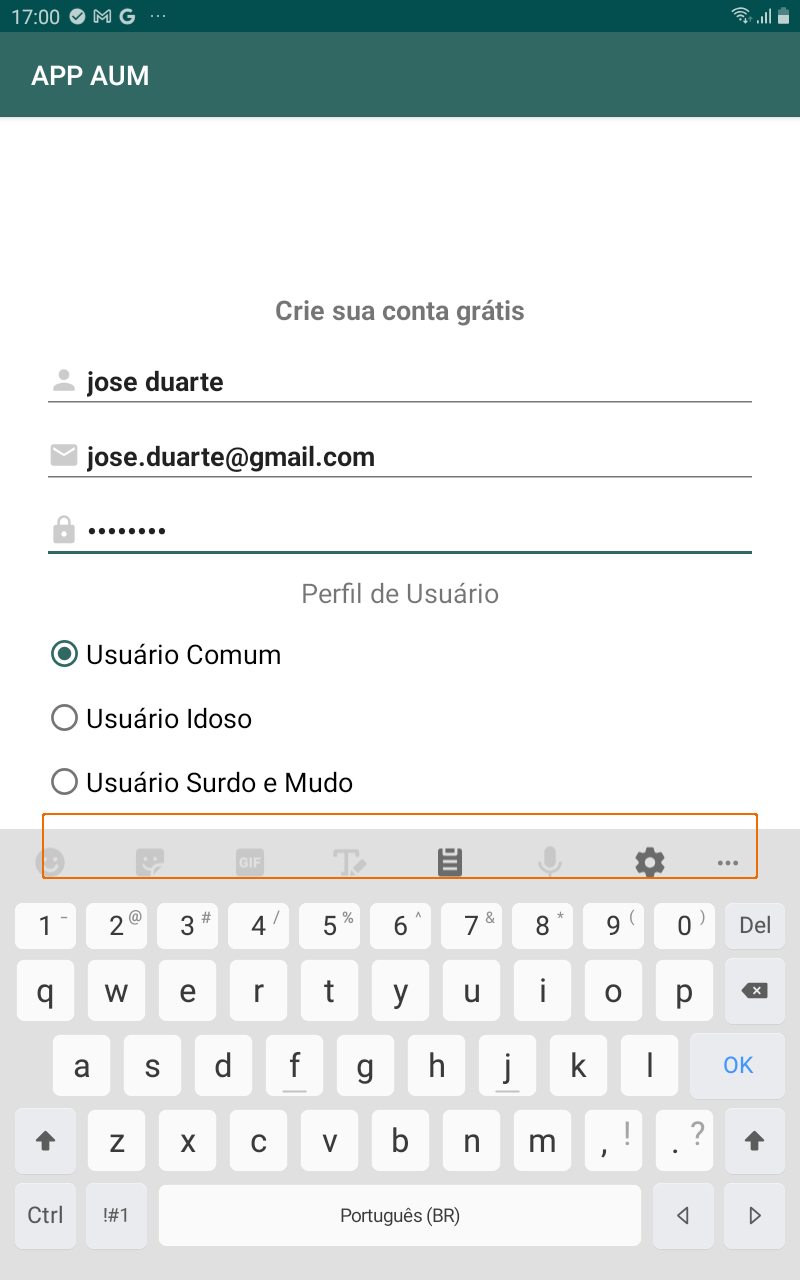 17:00
APP AUM
Crie sua conta grátis
jose duarte
jose.duarte@gmail.com
••••••••
Perfil de Usuário
Usuário Comum
Usuário Idoso
Usuário Surdo e Mudo
GIF T •••
1 - 2 @ 3 # 4 / 5 % 6 ^ 7 & 8 * 9 ( 0 ) Del
q w e r t y u i o p
a s d f g h j k l OK
z x c v b n m , ! . ?
Ctrl !#1 Português (BR)